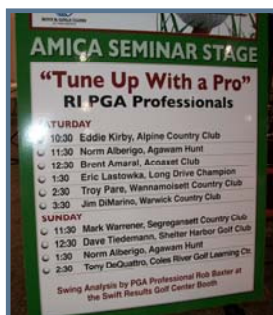 BOYS & GIRLS CLUBS
AMICA SEMINAR STAGE
"Tune Up With a Pro"
RI PGA Professionals
SATURDAY
10:30 Eddie Kirby, Alpine Country Club
11:30 Norm Alberigo, Agawam Hunt
12:30 Brent Amaral, Acoaxet Club
1:30 Eric Lastowka, Long Drive Champion
2:30 Troy Pare, Wannamoisett Country Club
3:30 Jim DiMarino, Warwick Country Club
SUNDAY
11:30 Mark Warrener, Segregansett Country Club
12:30 Dave Tiedemann, Shelter Harbor Golf Club
1:30 Norm Alberigo, Agawam Hunt
2:30 Tony DeQuattro, Coles River Golf Learning Ctr.
Swing Analysis by PGA Professional Rob Baxter at
the Swift Results Golf Center Booth